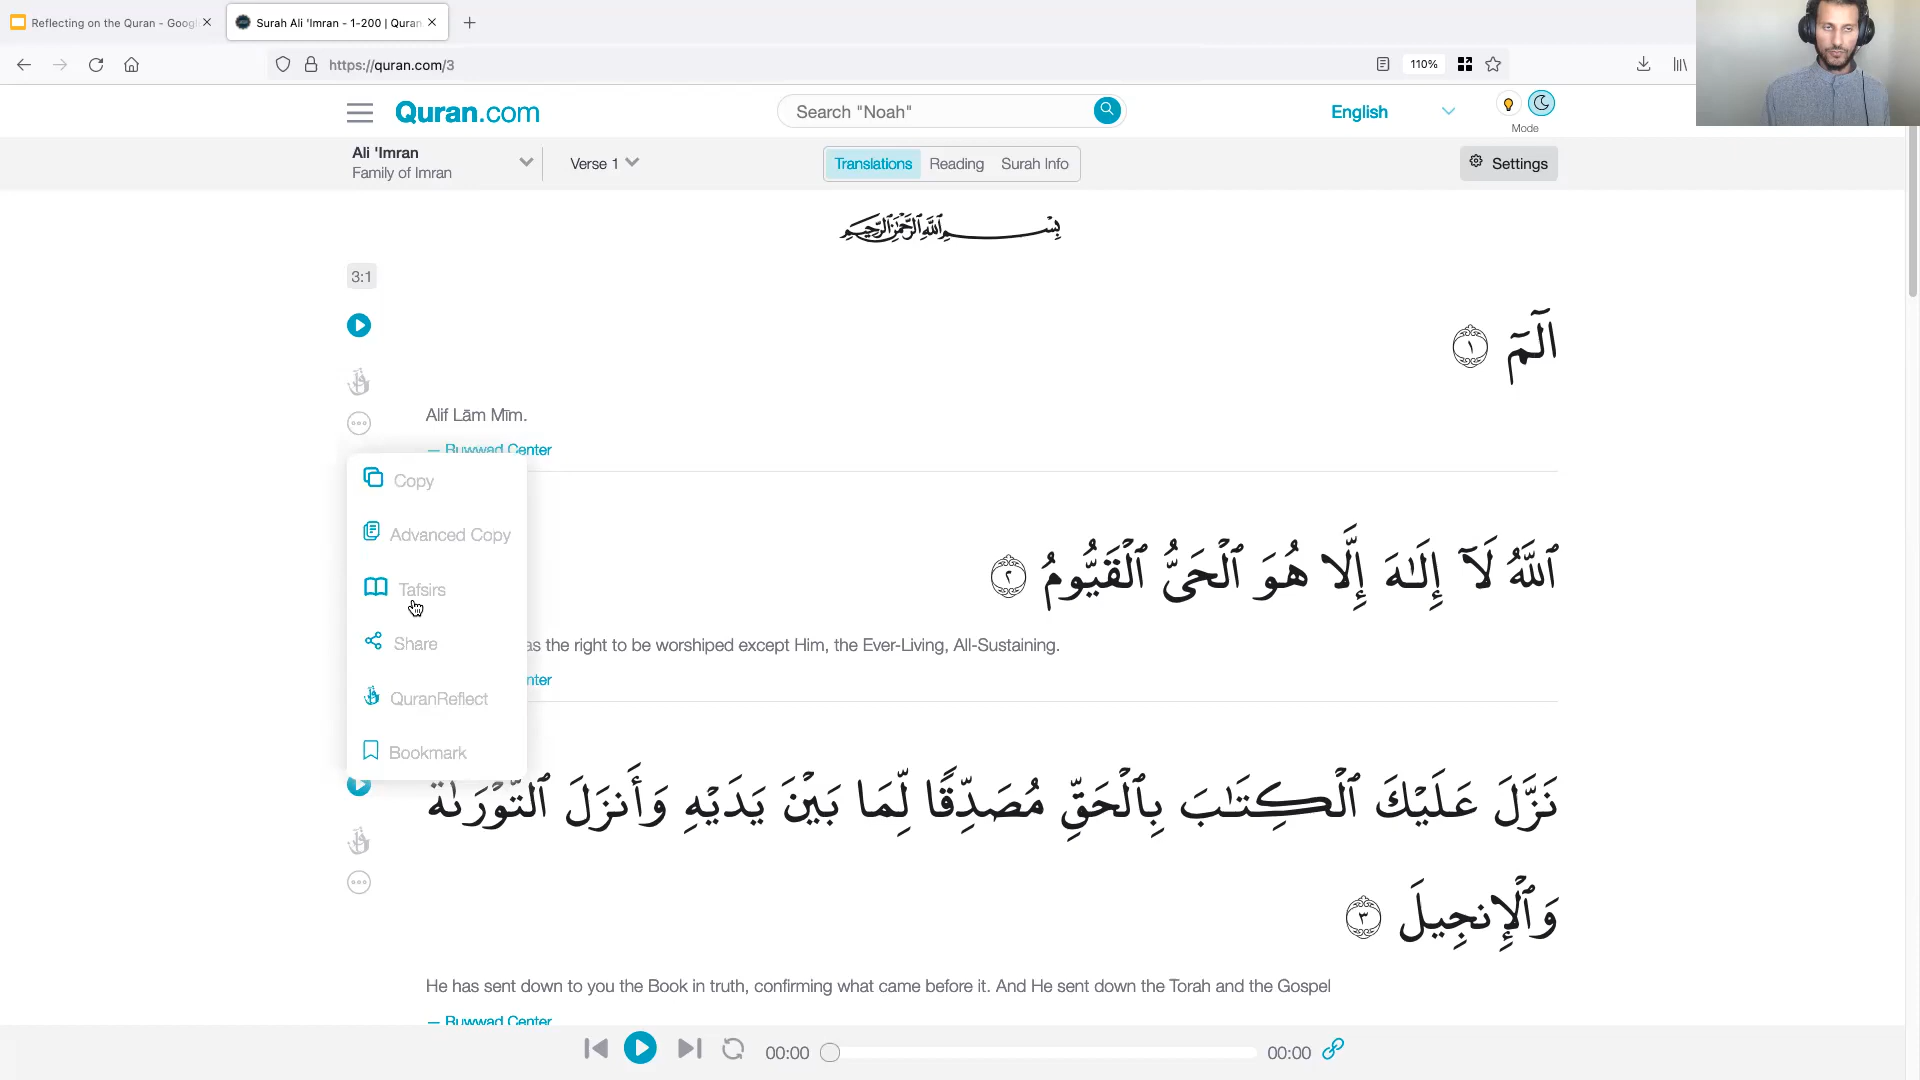 Reflecting on the Quran - Goog
Surah Ali 'Imran - 1-200 | Quran
https://quran.com/3
110%
Quran.com
Search "Noah"
English
Mode
Ali 'Imran
Family of Imran
Verse 1
Translations
Reading
Surah Info
Settings
بِسْمِ ٱللَّهِ ٱلرَّحْمَٰنِ ٱلرَّحِيمِ
3:1
الٓمٓ ١
Alif Lām Mīm.
— Ruwwad Center
Copy
Advanced Copy
Tafsirs
Share
QuranReflect
Bookmark
ٱللَّهُ لَآ إِلَٰهَ إِلَّا هُوَ ٱلْحَىُّ ٱلْقَيُّومُ ٢
as the right to be worshiped except Him, the Ever-Living, All-Sustaining.
nter
نَزَّلَ عَلَيْكَ ٱلْكِتَٰبَ بِٱلْحَقِّ مُصَدِّقًا لِّمَا بَيْنَ يَدَيْهِ وَأَنزَلَ ٱلتَّوْرَىٰةَ
وَٱلْإِنجِيلَ ٣
He has sent down to you the Book in truth, confirming what came before it. And He sent down the Torah and the Gospel
— Ruwwad Center
00:00
00:00